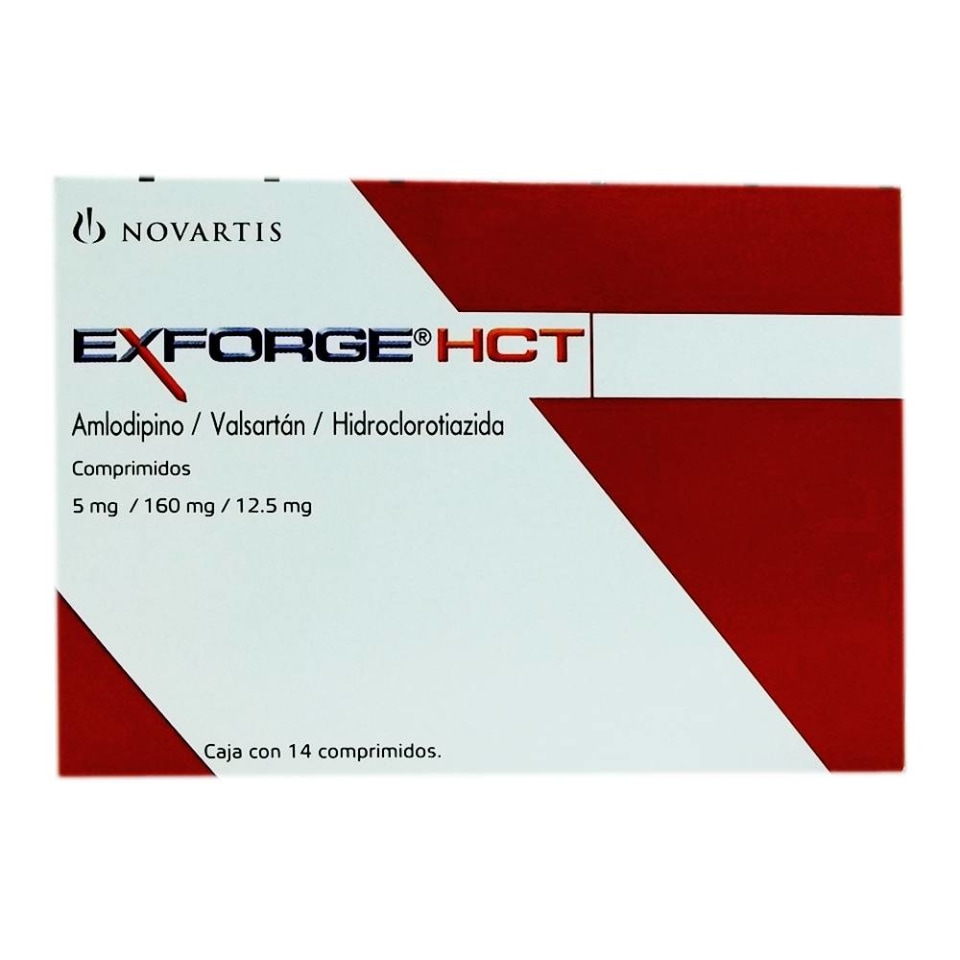 NOVARTIS
EXFORGE® HCT
Amlodipino / Valsartán / Hidroclorotiazida
Comprimidos
5 mg / 160 mg / 12.5 mg
Caja con 14 comprimidos.